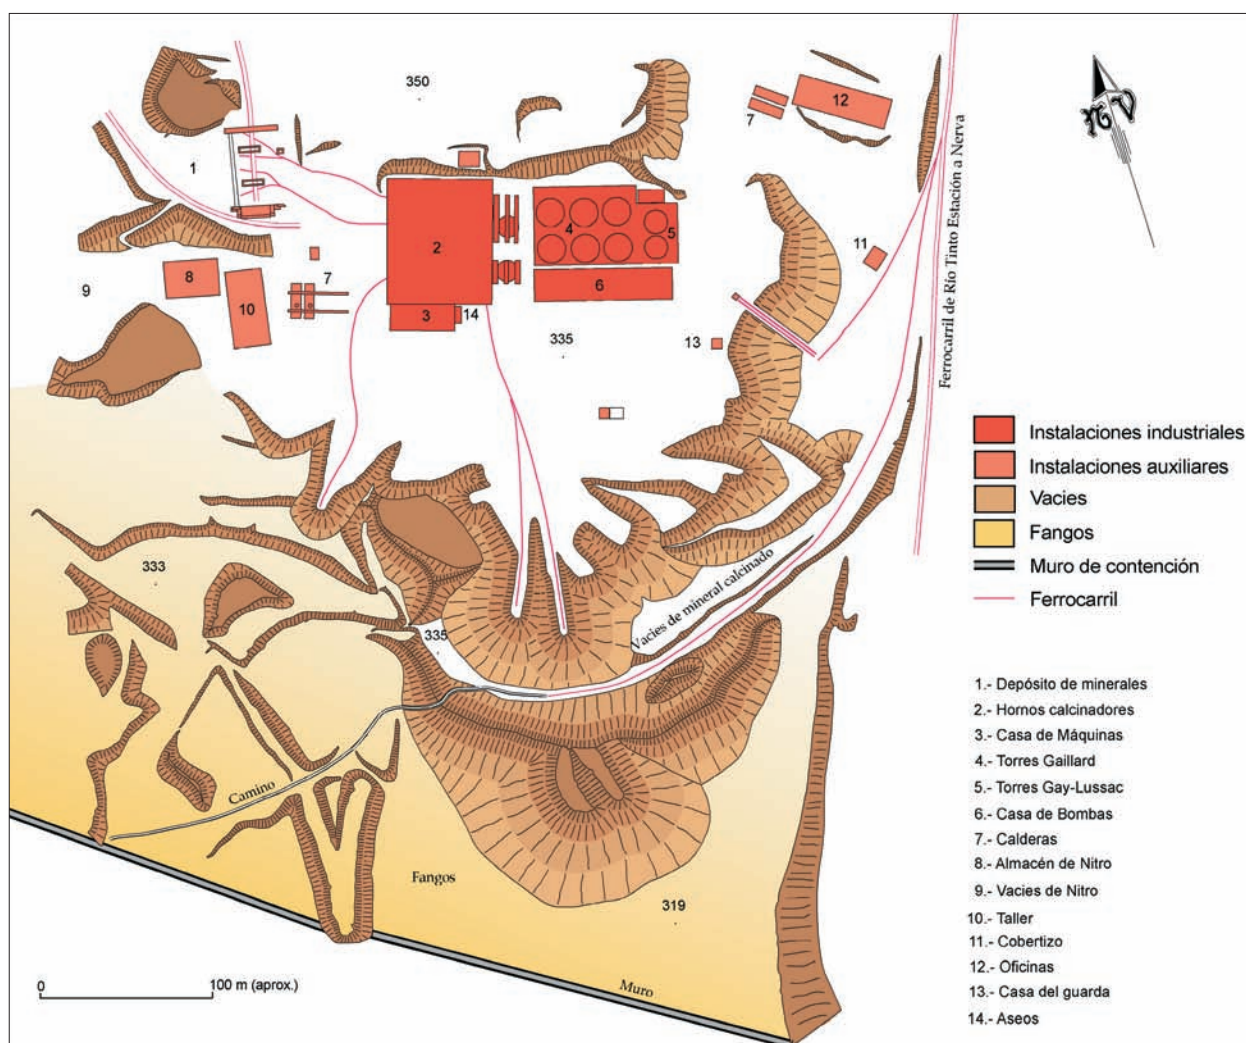 350
7
12
1
4
5
11
2
7
8
6
9
10
3
14
335
13
Ferrocarril de Río Tinto Estación a Nerva
Instalaciones industriales
Instalaciones auxiliares
Vacies
Fangos
Muro de contención
Ferrocarril
333
335
Vacies de mineral calcinado
Camino
Fangos
319
Muro
0
100 m (aprox.)
1.- Depósito de minerales
2.- Hornos calcinadores
3.- Casa de Máquinas
4.- Torres Gaillard
5.- Torres Gay-Lussac
6.- Casa de Bombas
7.- Calderas
8.- Almacén de Nitro
9.- Vacies de Nitro
10.- Taller
11.- Cobertizo
12.- Oficinas
13.- Casa del guarda
14.- Aseos